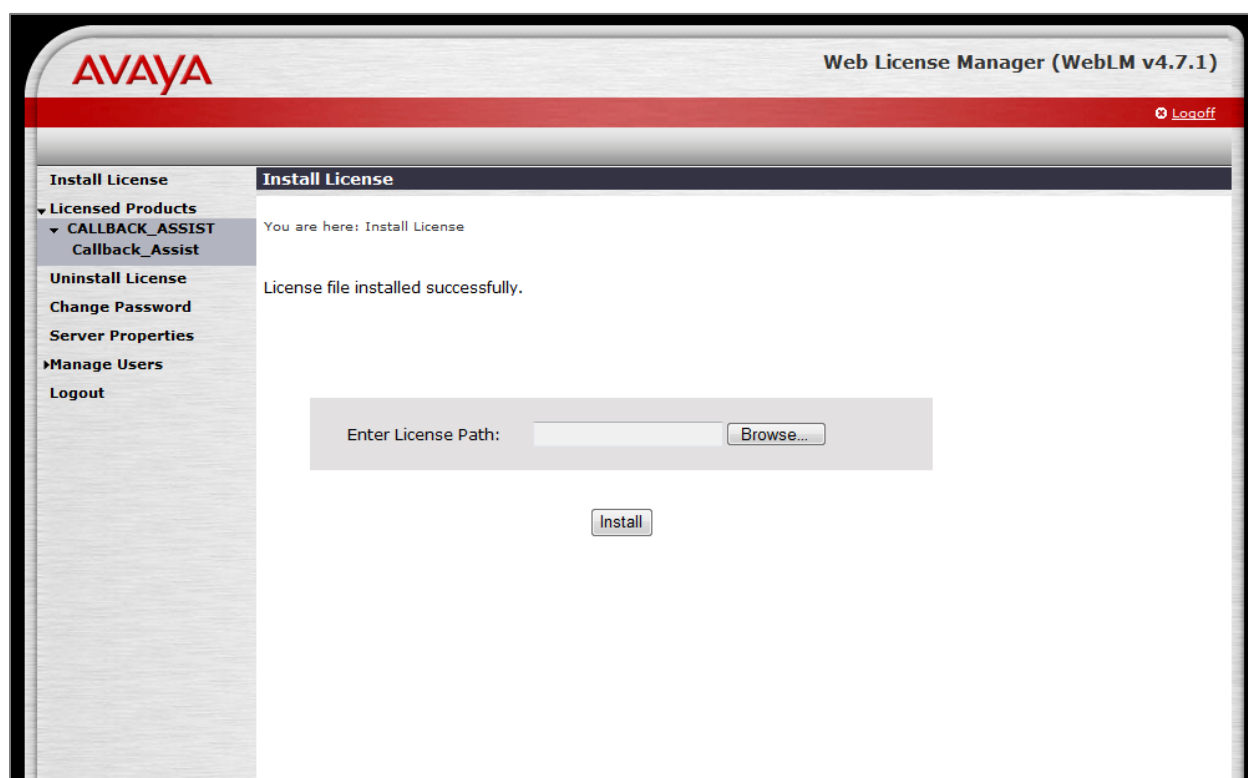 AVAYA
Web License Manager (WebLM v4.7.1)
Logoff
Install License
Licensed Products
CALLBACK_ASSIST
Callback_Assist
Uninstall License
Change Password
Server Properties
Manage Users
Logout
Install License
You are here: Install License
License file installed successfully.
Enter License Path:
Browse...
Install